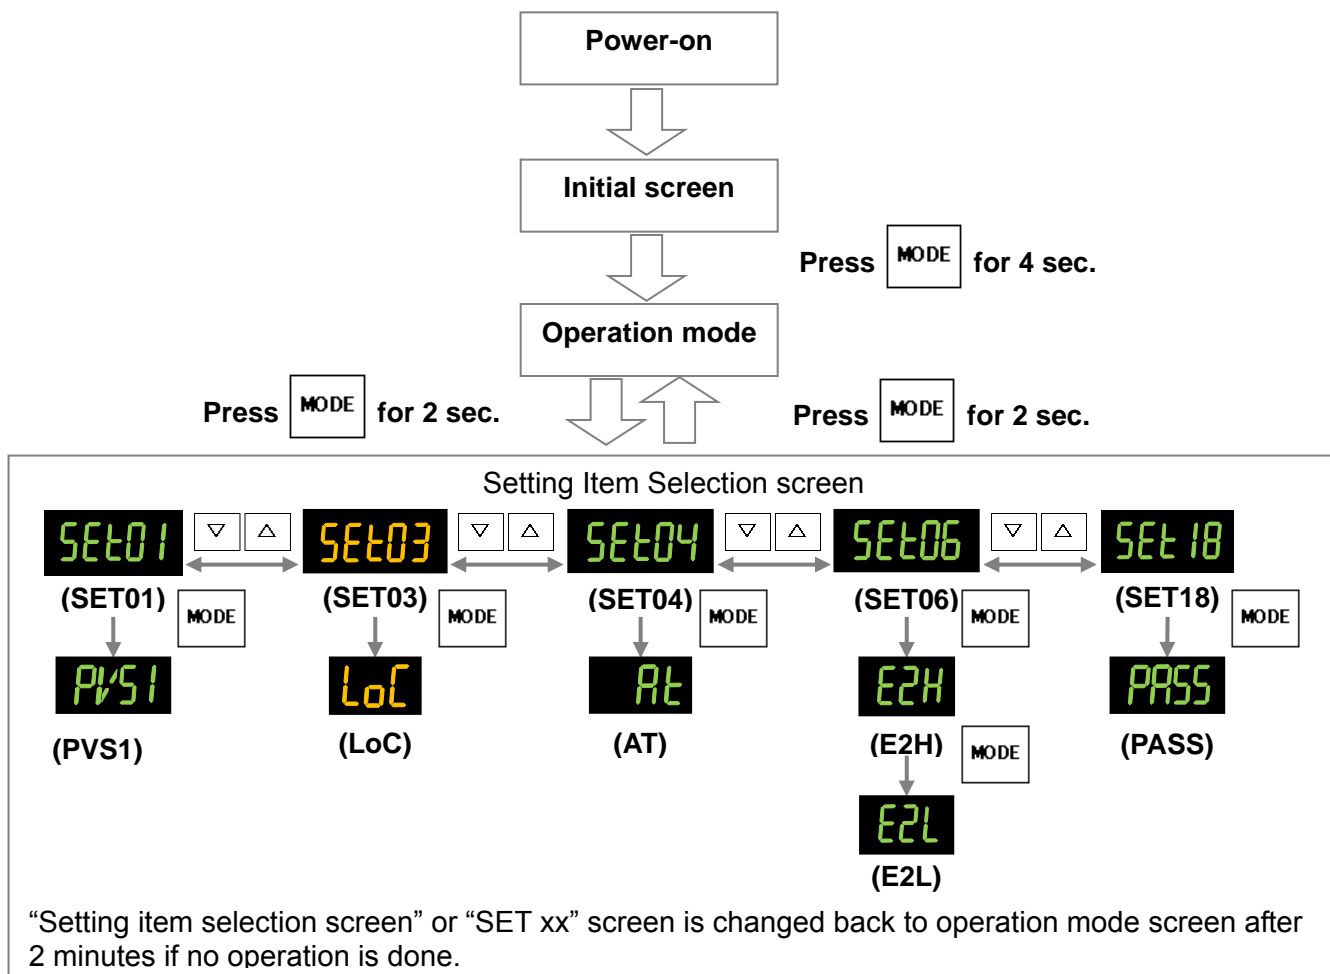 Power-on
Initial screen
Press MODE for 4 sec.
Operation mode
Press MODE for 2 sec.
Press MODE for 2 sec.
Setting Item Selection screen
SEt01 ▽ △ SEt03 ▽ △ SEt04 ▽ △ SEt06 ▽ △ SEt18
(SET01) MODE (SET03) MODE (SET04) MODE (SET06) MODE (SET18) MODE
PVS1 LoC At E2H PASS
(PVS1) (LoC) (AT) (E2H) MODE (PASS)
E2L
(E2L)
“Setting item selection screen” or “SET xx” screen is changed back to operation mode screen after
2 minutes if no operation is done.